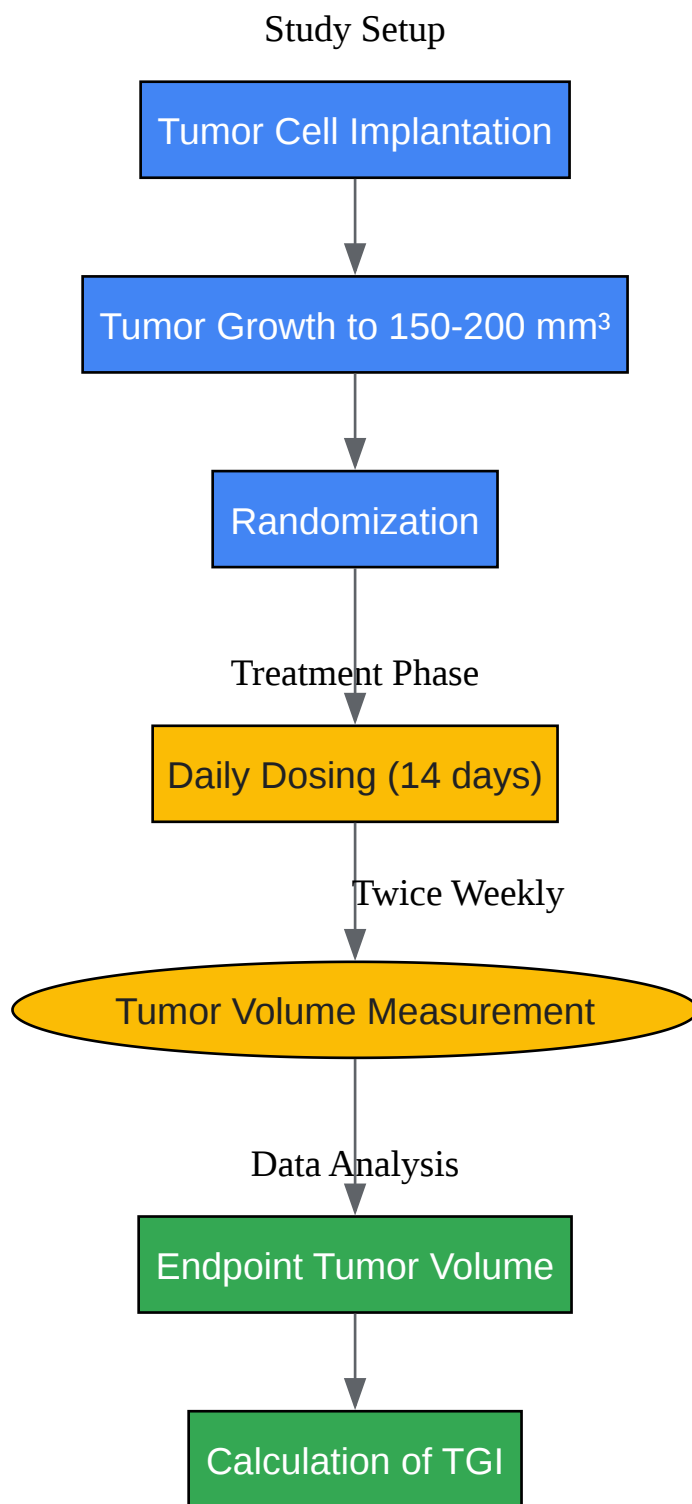 Study Setup
Tumor Cell Implantation
Tumor Growth to 150-200 mm³
Randomization
Treatment Phase
Daily Dosing (14 days)
Twice Weekly
Tumor Volume Measurement
Data Analysis
Endpoint Tumor Volume
Calculation of TGI